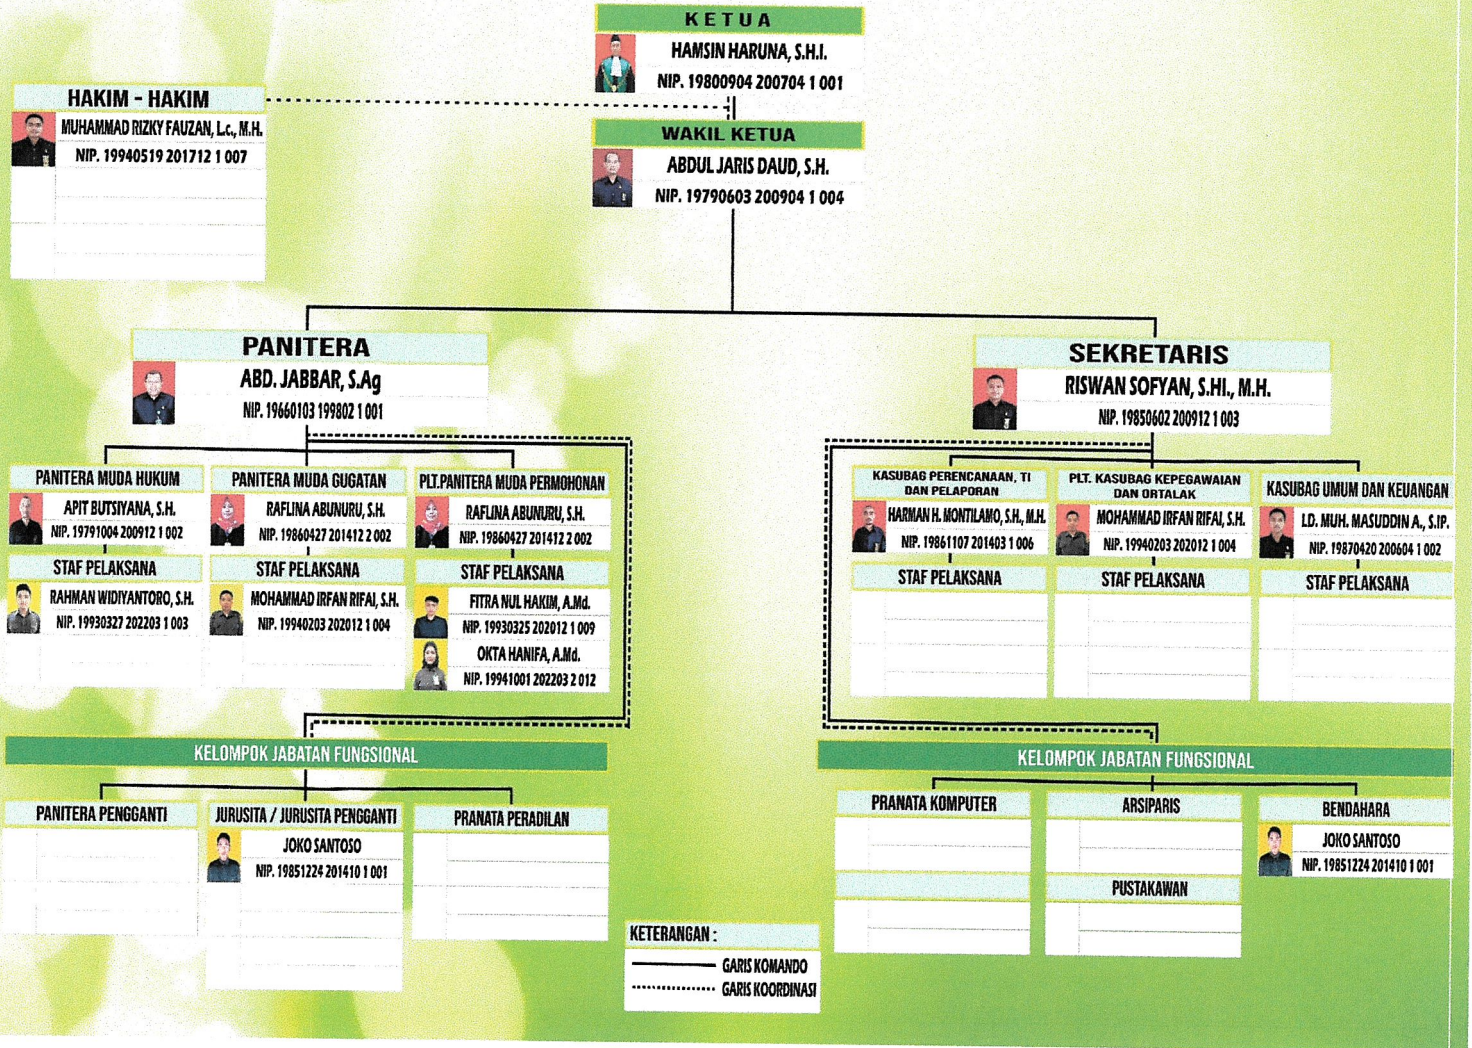 KETUA
HAMSIN HARUNA, S.H.I.
NIP. 19800904 200704 1 001
HAKIM - HAKIM
MUHAMMAD RIZKY FAUZAN, L.c., M.H.
NIP. 19940519 201712 1 007
WAKIL KETUA
ABDUL JARIS DAUD, S.H.
NIP. 19790603 200904 1 004
PANITERA
ABD. JABBAR, S.Ag
NIP. 19660103 199802 1 001
SEKRETARIS
RISWAN SOFYAN, S.HI., M.H.
NIP. 19850602 200912 1 003
PANITERA MUDA HUKUM
APIT BUTSIYANA, S.H.
NIP. 19791004 200912 1 002
STAF PELAKSANA
RAHMAN WIDIYANTORO, S.H.
NIP. 19930327 202203 1 003
PANITERA MUDA GUGATAN
RAFLINA ABUNURU, S.H.
NIP. 19860427 201412 2 002
STAF PELAKSANA
MOHAMMAD IRFAN RIFAI, S.H.
NIP. 19940203 202012 1 004
PLT.PANITERA MUDA PERMOHONAN
RAFLINA ABUNURU, S.H.
NIP. 19860427 201412 2 002
STAF PELAKSANA
FITRA NUL HAKIM, A.Md.
NIP. 19930325 202012 1 009
OKTA HANIFA, A.Md.
NIP. 19941001 202203 2 012
KASUBAG PERENCANAAN, TI
DAN PELAPORAN
HARMAN H. MONTILAMO, S.H., M.H.
NIP. 19861107 201403 1 006
STAF PELAKSANA
PLT. KASUBAG KEPEGAWAIAN
DAN ORTALAK
MOHAMMAD IRFAN RIFAI, S.H.
NIP. 19940203 202012 1 004
STAF PELAKSANA
KASUBAG UMUM DAN KEUANGAN
LD. MUH. MASUDDIN A., S.IP.
NIP. 19870420 200604 1 002
STAF PELAKSANA
KELOMPOK JABATAN FUNGSIONAL
PANITERA PENGGANTI
JURUSITA / JURUSITA PENGGANTI
JOKO SANTOSO
NIP. 19851224 201410 1 001
PRANATA PERADILAN
KELOMPOK JABATAN FUNGSIONAL
PRANATA KOMPUTER
ARSIPARIS
PUSTAKAWAN
BENDAHARA
JOKO SANTOSO
NIP. 19851224 201410 1 001
KETERANGAN :
GARIS KOMANDO
GARIS KOORDINASI